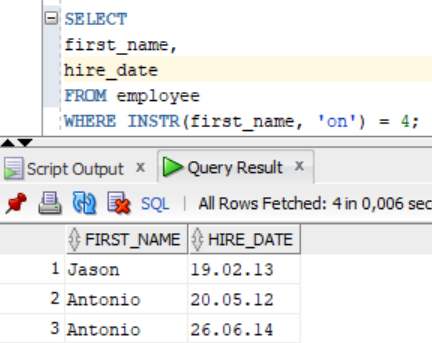 SELECT
first_name,
hire_date
FROM employee
WHERE INSTR(first_name, 'on') = 4;
Script Output x Query Result x
SQL | All Rows Fetched: 4 in 0,006 sec
FIRST_NAME HIRE_DATE
1 Jason 19.02.13
2 Antonio 20.05.12
3 Antonio 26.06.14